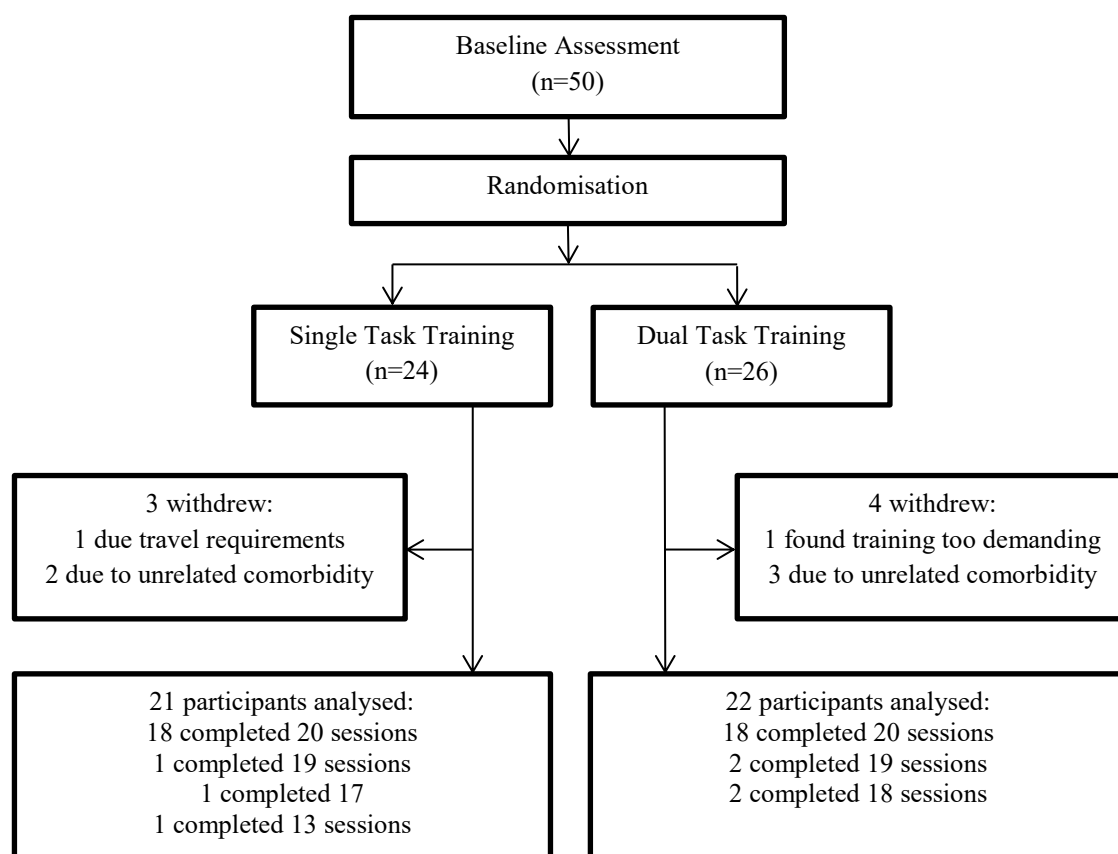 Baseline Assessment
(n=50)
Randomisation
Single Task Training
(n=24)
Dual Task Training
(n=26)
3 withdrew:
1 due travel requirements
2 due to unrelated comorbidity
4 withdrew:
1 found training too demanding
3 due to unrelated comorbidity
21 participants analysed:
18 completed 20 sessions
1 completed 19 sessions
1 completed 17
1 completed 13 sessions
22 participants analysed:
18 completed 20 sessions
2 completed 19 sessions
2 completed 18 sessions